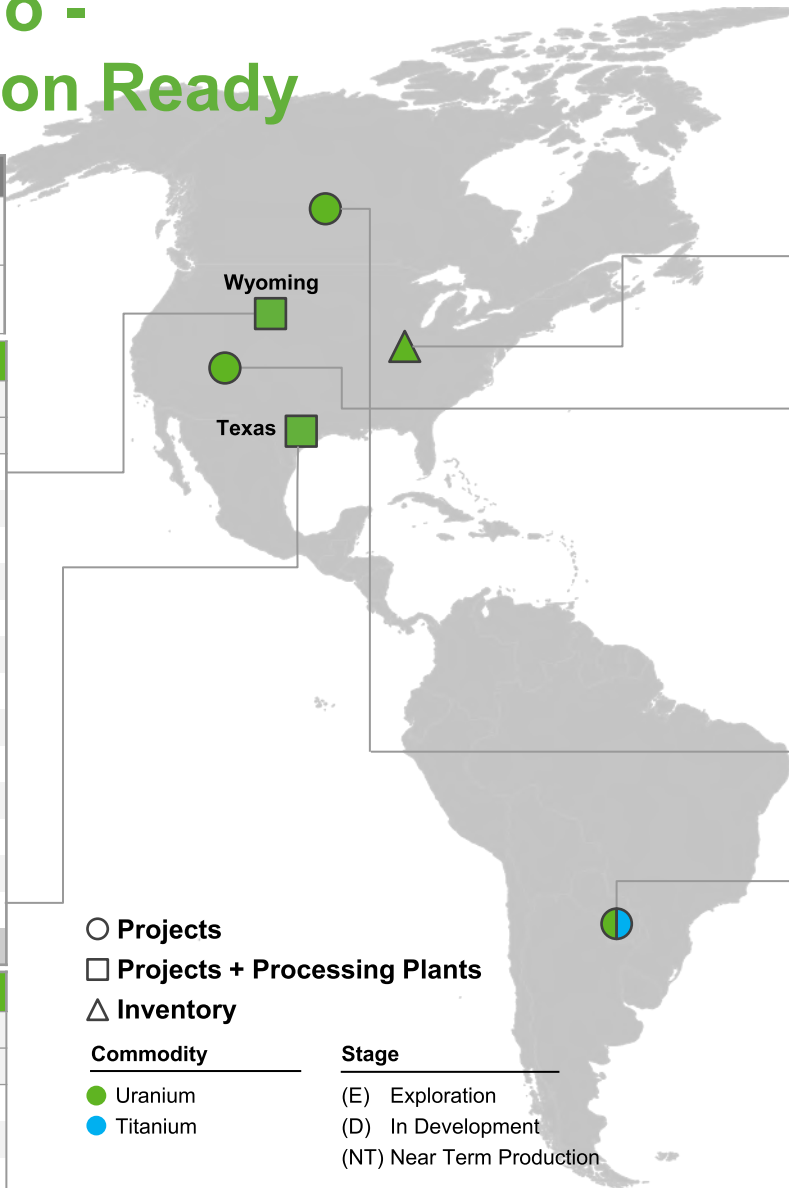 o -
on Ready
Wyoming
Texas
Projects
Projects + Processing Plants
Inventory
Commodity
Stage
Uranium
(E) Exploration
Titanium
(D) In Development
(NT) Near Term Production